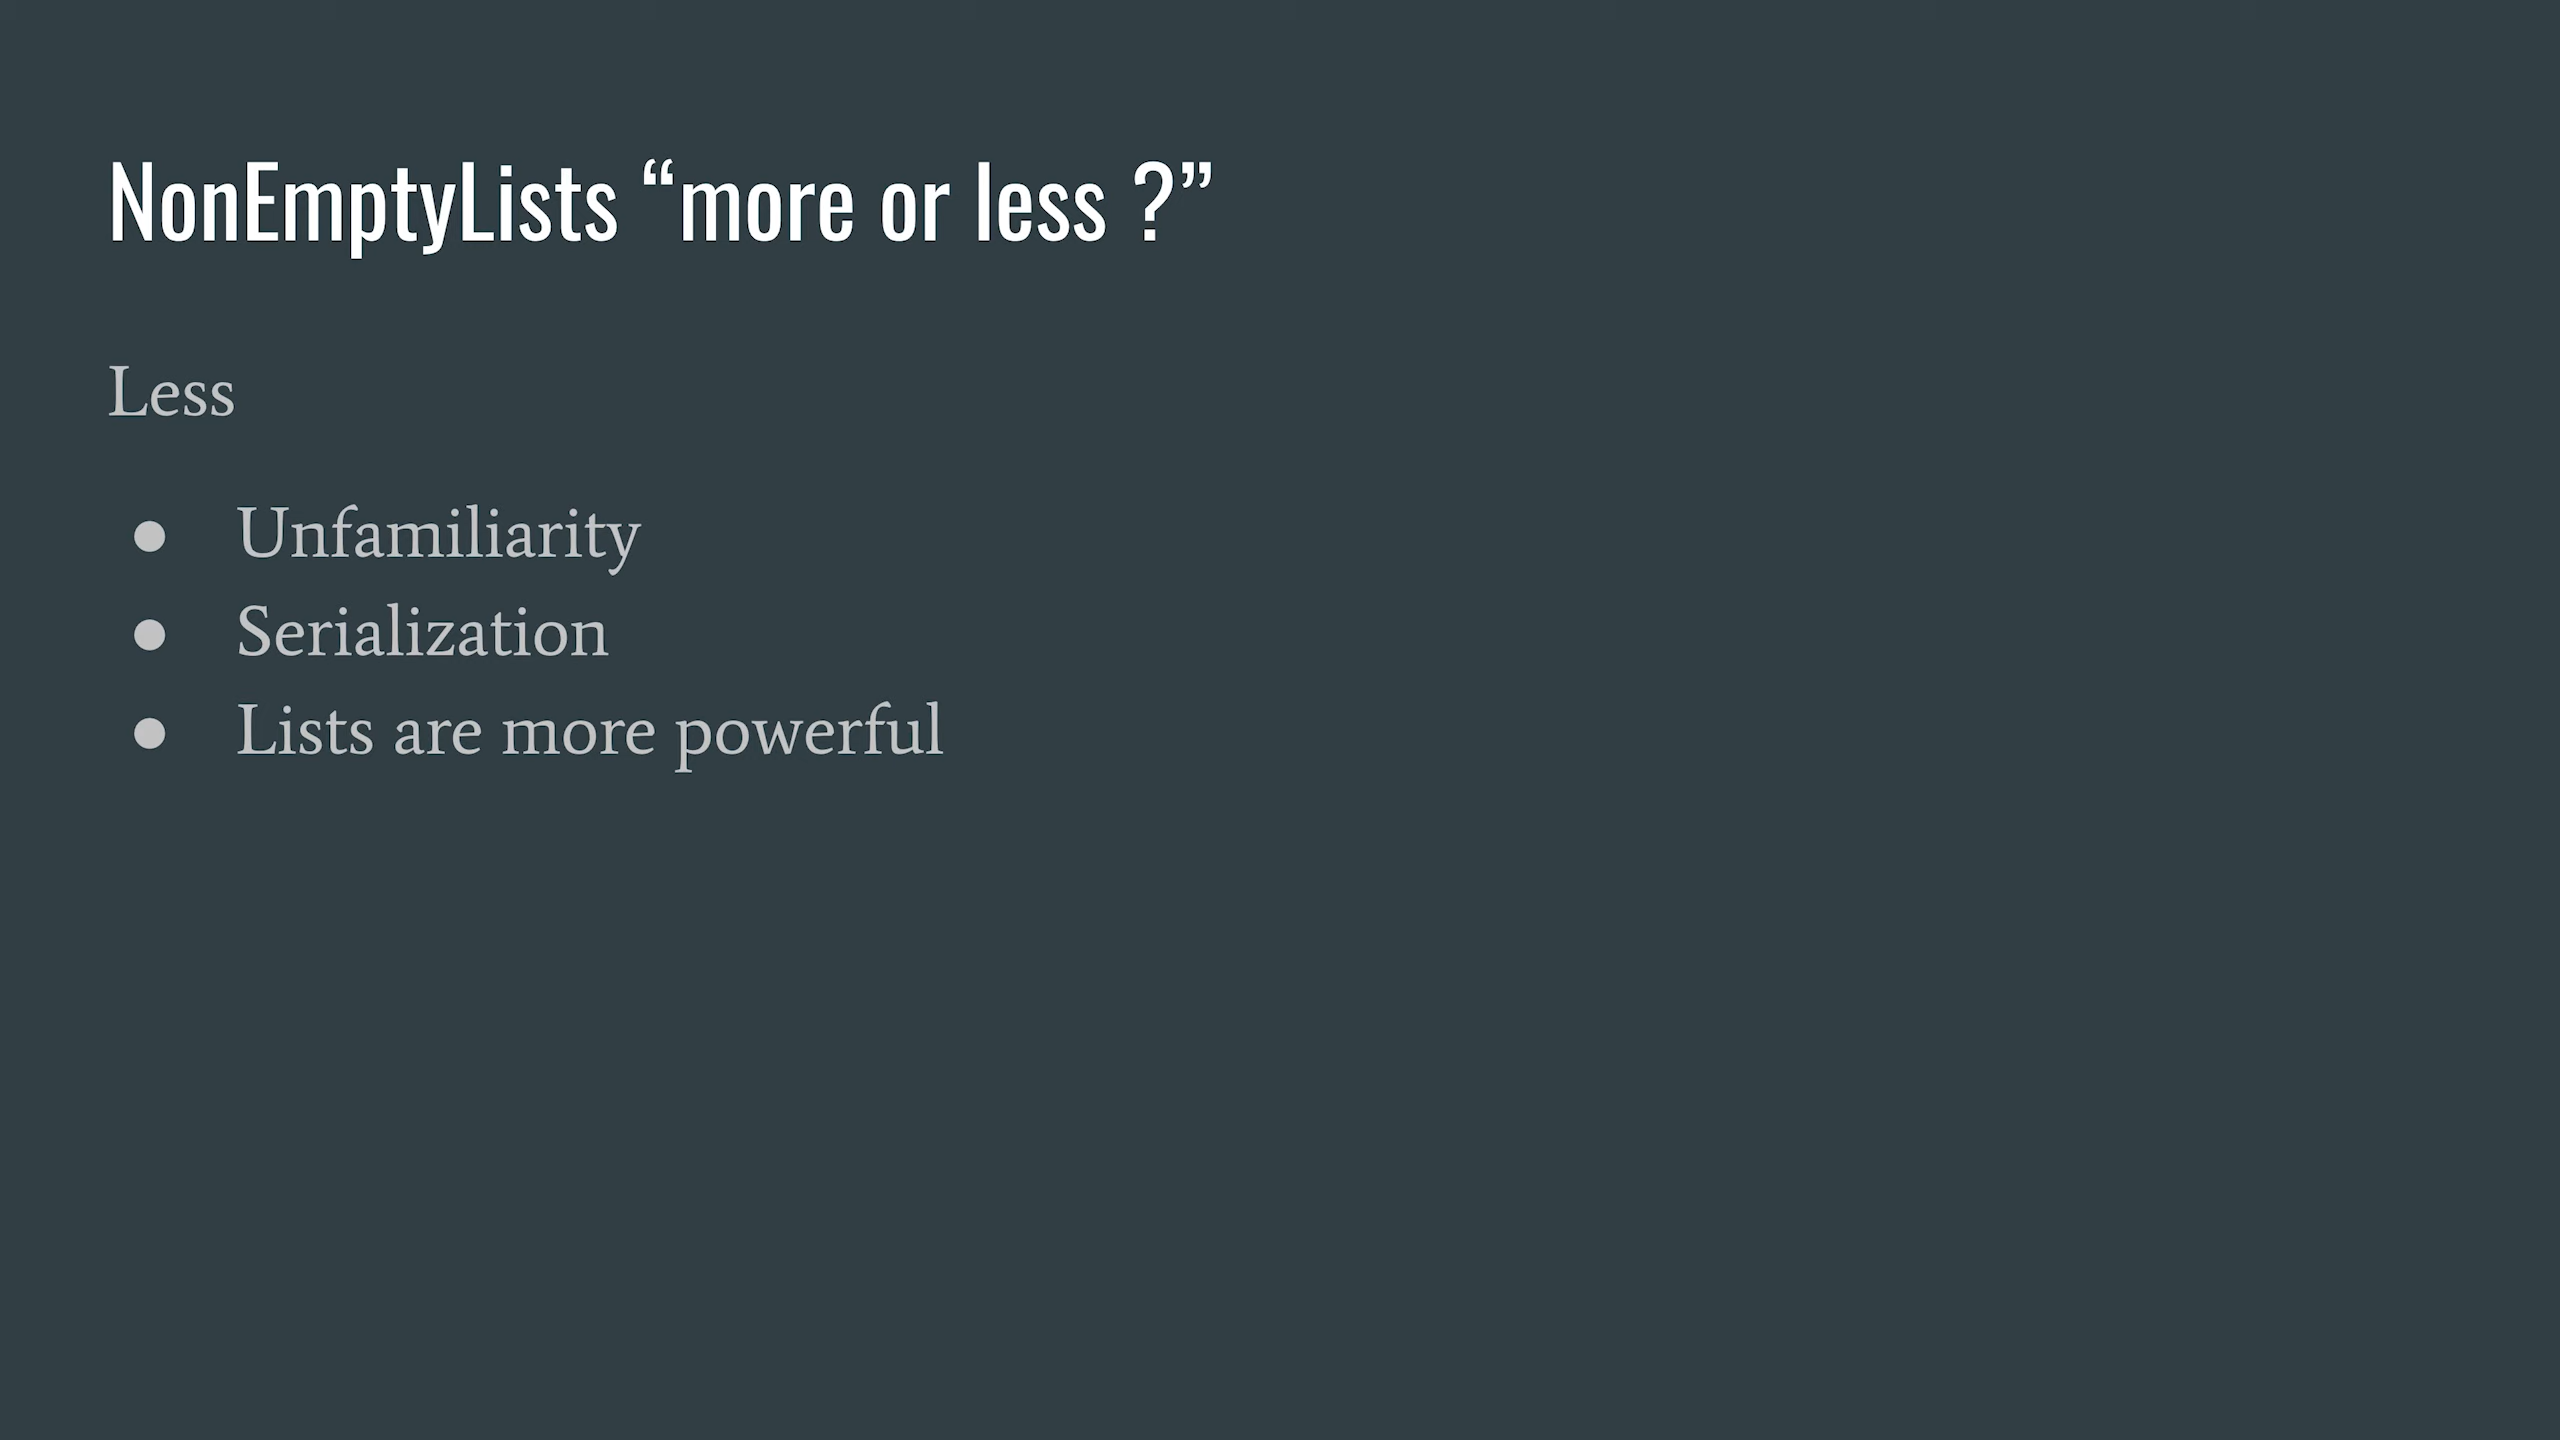 NonEmptyLists “more or less ?”
Less
● Unfamiliarity
● Serialization
● Lists are more powerful